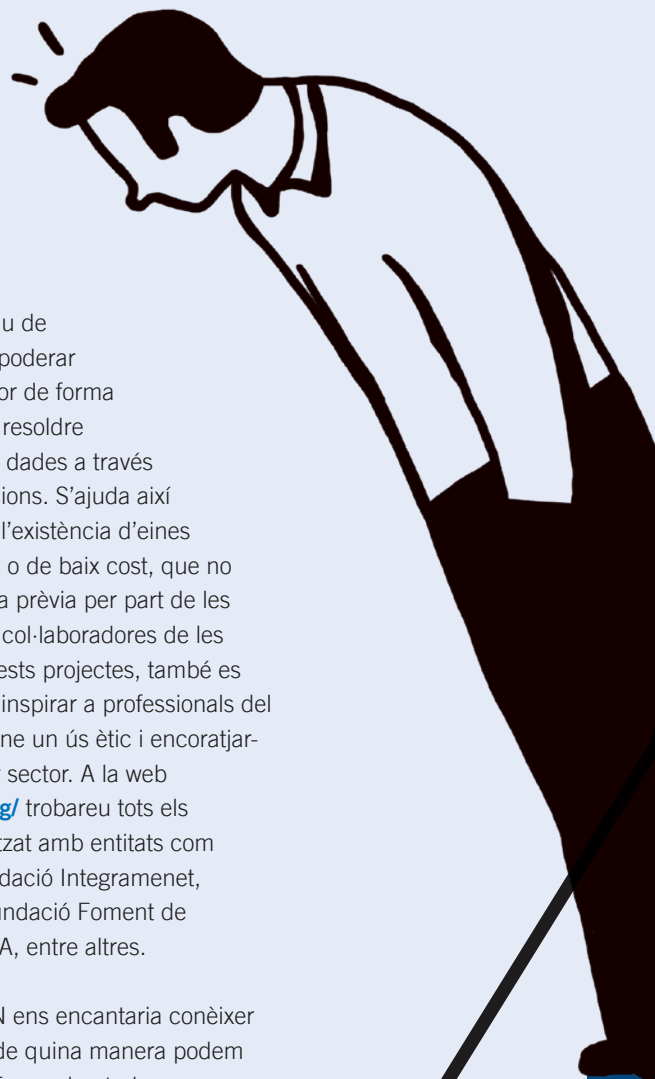 u de
poderar
or de forma
resoldre
dades a través
ions. S’ajuda així
l’existència d’eines
o de baix cost, que no
a prèvia per part de les
col·laboradores de les
ests projectes, també es
inspirar a professionals del
ne un ús ètic i encoratjar-
sector. A la web
g/ trobareu tots els
tzat amb entitats com
dació Integramenet,
undació Foment de
A, entre altres.
N ens encantaria conèixer
de quina manera podem